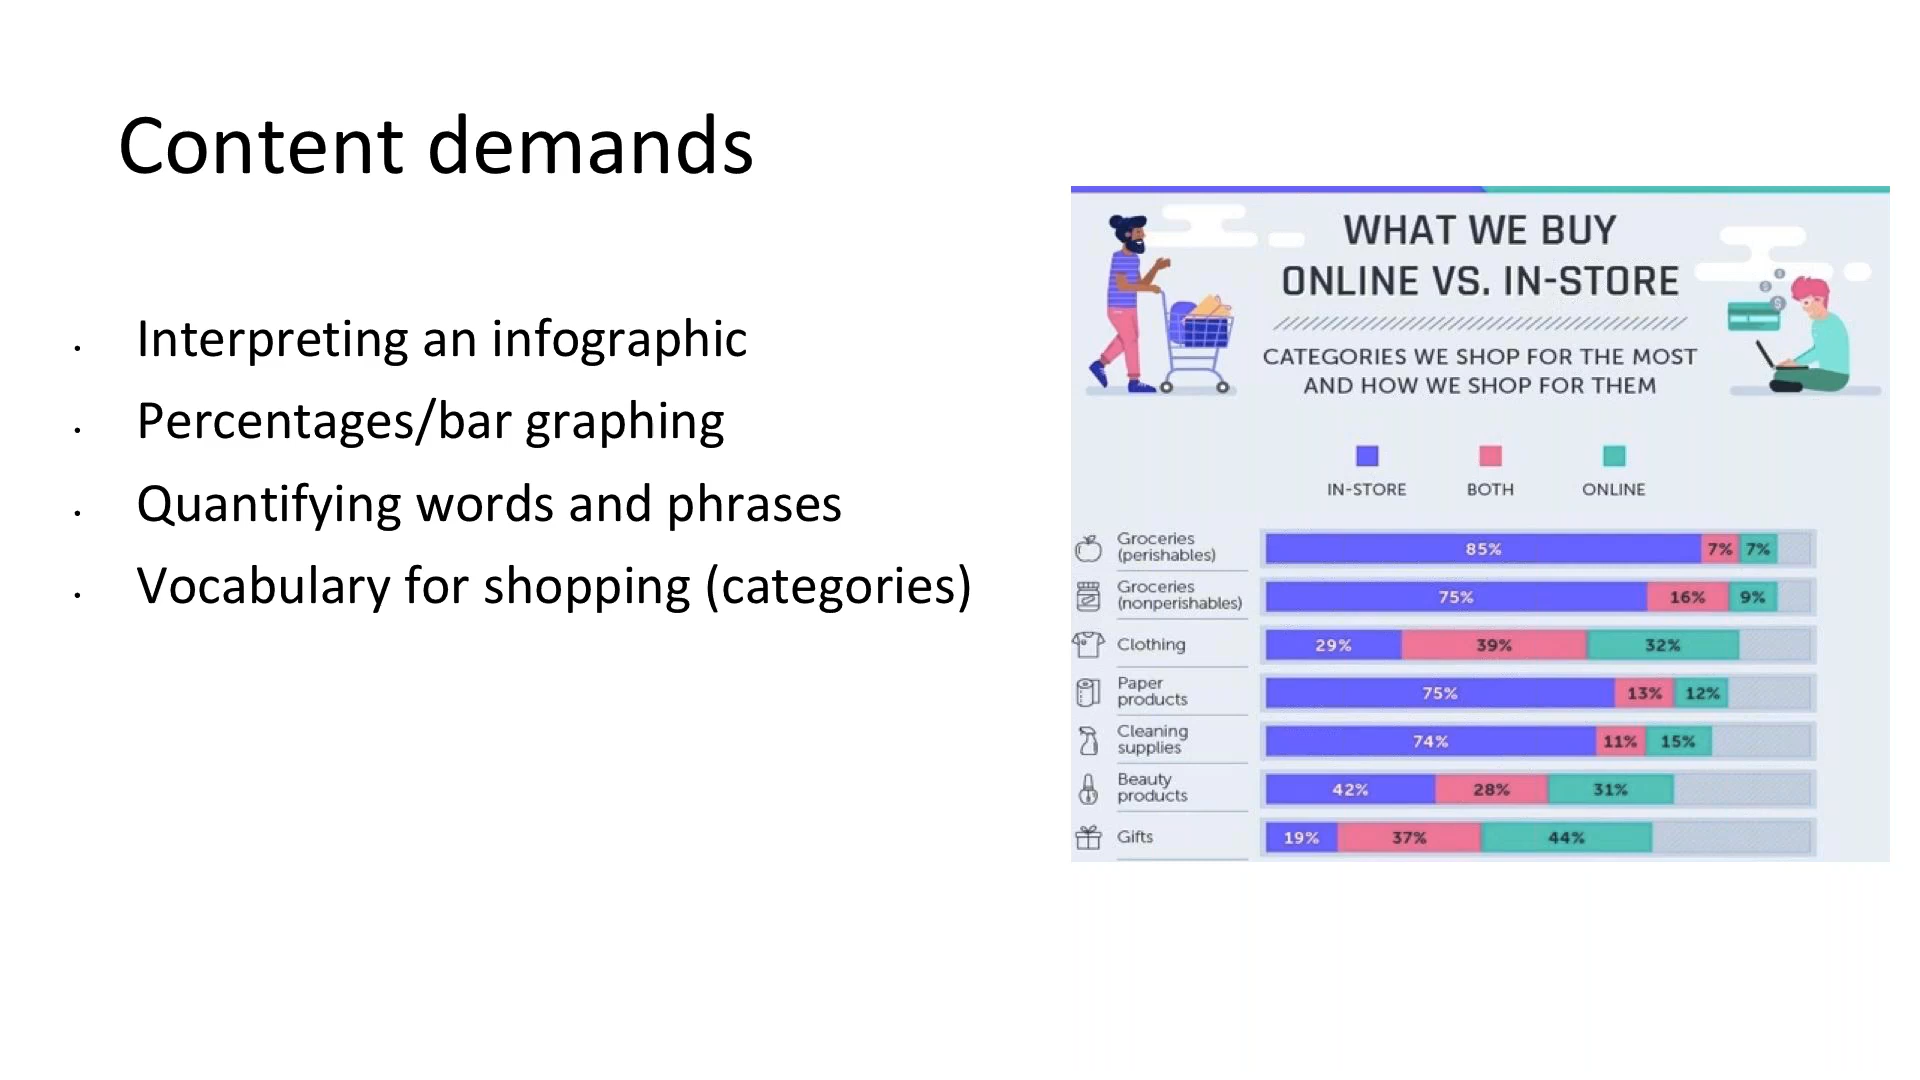 Content demands
• Interpreting an infographic
• Percentages/bar graphing
• Quantifying words and phrases
• Vocabulary for shopping (categories)
WHAT WE BUY
ONLINE VS. IN-STORE
CATEGORIES WE SHOP FOR THE MOST
AND HOW WE SHOP FOR THEM
IN-STORE BOTH ONLINE
Groceries
(perishables)
85% 7% 7%
Groceries
(nonperishables)
75% 16% 9%
Clothing
29% 39% 32%
Paper
products
75% 13% 12%
Cleaning
supplies
74% 11% 15%
Beauty
products
42% 28% 31%
Gifts
19% 37% 44%